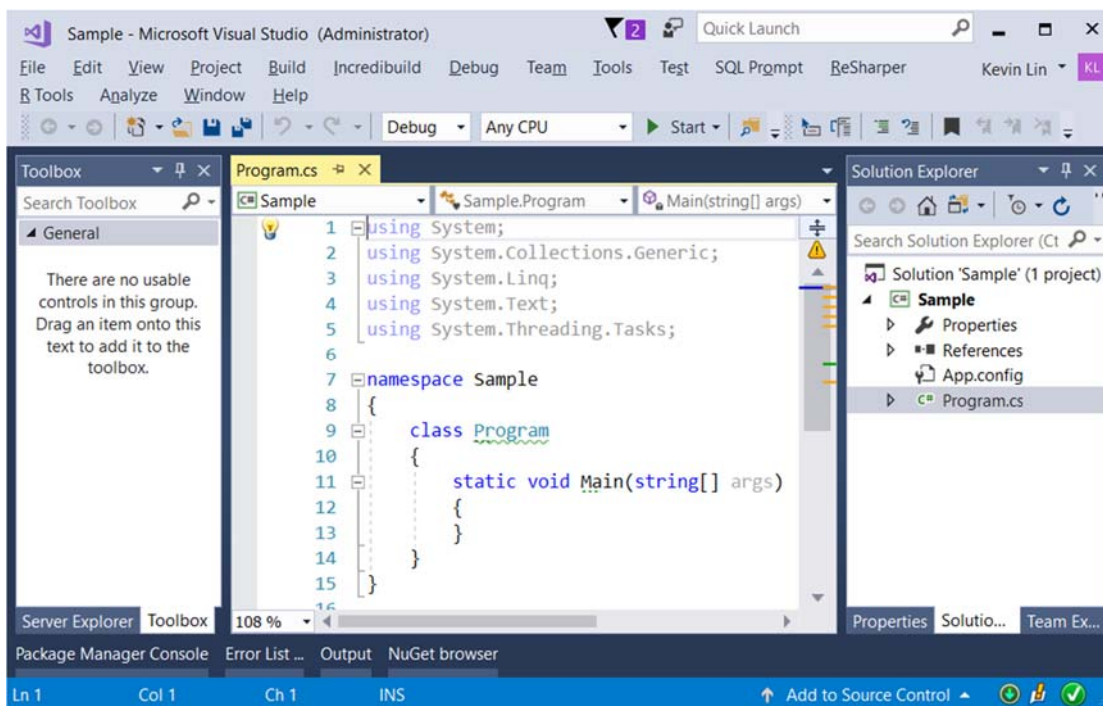 Sample - Microsoft Visual Studio (Administrator)
2
Quick Launch
File Edit View Project Build Incredibuild Debug Team Tools Test SQL Prompt ReSharper
Kevin Lin KL
R Tools Analyze Window Help
Debug Any CPU Start
Toolbox
Search Toolbox
General
There are no usable
controls in this group.
Drag an item onto this
text to add it to the
toolbox.
Server Explorer Toolbox
Program.cs
C# Sample Sample.Program Main(string[] args)
1 using System;
2 using System.Collections.Generic;
3 using System.Linq;
4 using System.Text;
5 using System.Threading.Tasks;
6
7 namespace Sample
8 {
9 class Program
10 {
11 static void Main(string[] args)
12 {
13 }
14 }
15 }
16
108 %
Solution Explorer
Search Solution Explorer (Ct
Solution 'Sample' (1 project)
C# Sample
Properties
References
App.config
C# Program.cs
Properties Solutio... Team Ex...
Package Manager Console Error List ... Output NuGet browser
Ln 1 Col 1 Ch 1 INS Add to Source Control